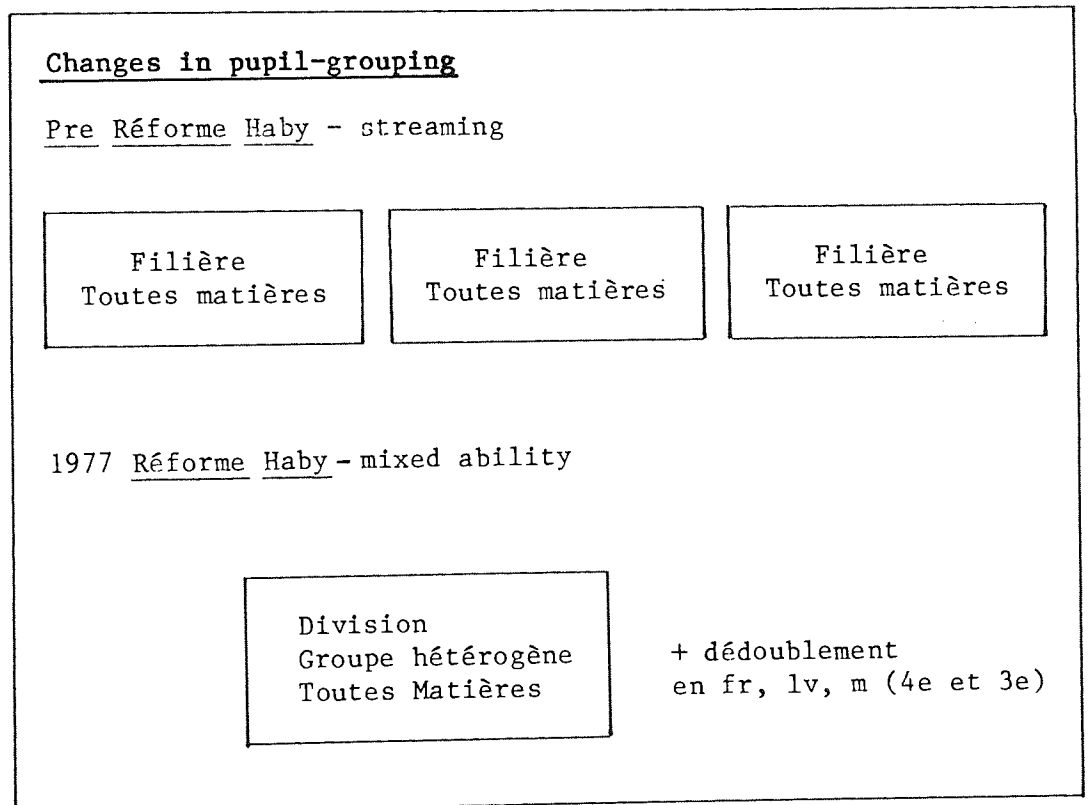 Changes in pupil-grouping
Pre Réforme Haby - streaming
Filière
Toutes matières
Filière
Toutes matières
Filière
Toutes matières
1977 Réforme Haby - mixed ability
Division
Groupe hétérogène
Toutes Matières
+ dédoublement
en fr, lv, m (4e et 3e)